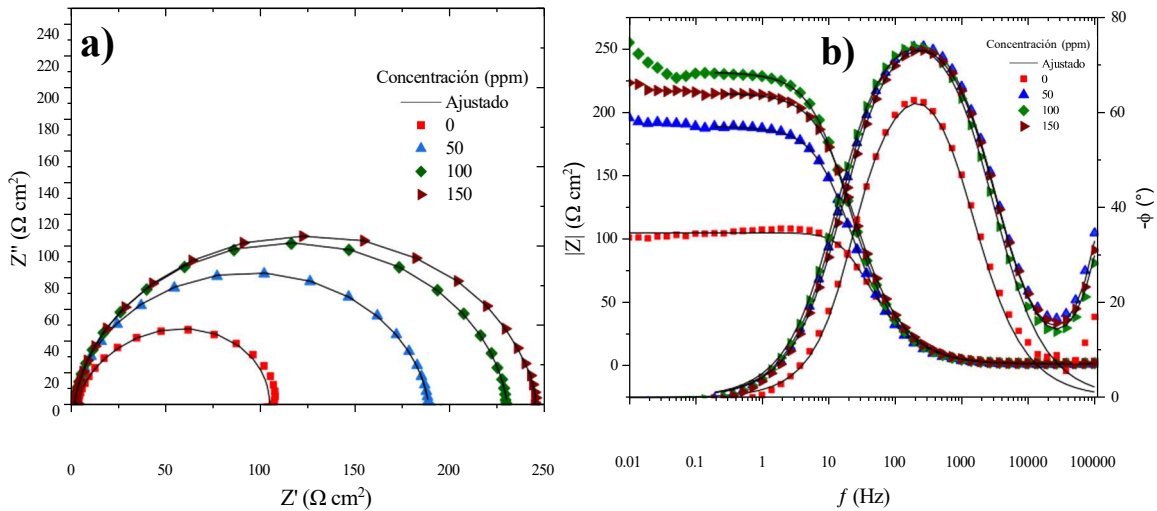 a)
Z'' (Ω cm2)
240
220
200
180
160
140
120
100
80
60
40
20
0
Concentración (ppm)
Ajustado
0
50
100
150
0 50 100 150 200 250
Z' (Ω cm2)
b)
|Z| (Ω cm2)
250
200
150
100
50
0
Concentración (ppm)
Ajustado
0
50
100
150
80
60
40
20
0
-ϕ (°)
0.01 0.1 1 10 100 1000 10000 100000
f (Hz)